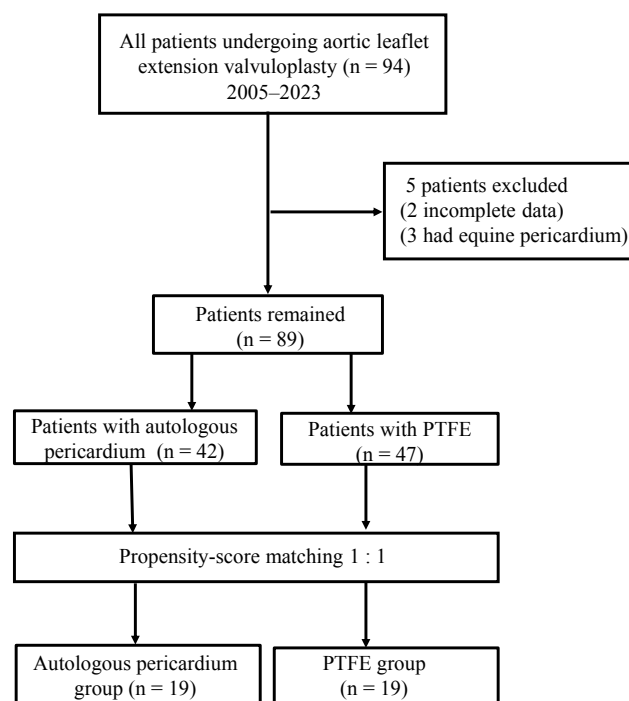 All patients undergoing aortic leaflet
extension valvuloplasty (n = 94)
2005–2023
5 patients excluded
(2 incomplete data)
(3 had equine pericardium)
Patients remained
(n = 89)
Patients with autologous
pericardium (n = 42)
Patients with PTFE
(n = 47)
Propensity-score matching 1 : 1
Autologous pericardium
group (n = 19)
PTFE group
(n = 19)